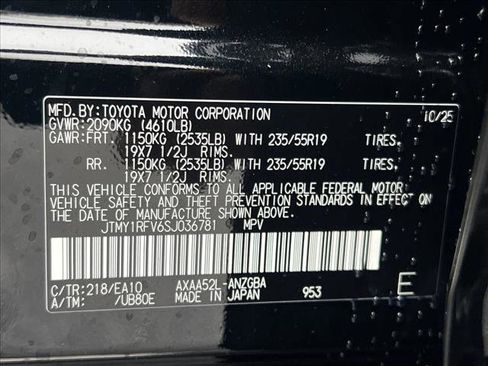 MFD.BY:TOYOTA MOTOR CORPORATION 10/25
GVWR:2090KG (4610LB)
GAWR:FRT. 1150KG (2535LB) WITH 235/55R19 TIRES,
19X7 1/2J RIMS.
RR. 1150KG (2535LB) WITH 235/55R19 TIRES,
19X7 1/2J RIMS.
THIS VEHICLE CONFORMS TO ALL APPLICABLE FEDERAL MOTOR
VEHICLE SAFETY AND THEFT PREVENTION STANDARDS IN EFFECT ON
THE DATE OF MANUFACTURE SHOWN ABOVE.
JTMY1RFV6SJ036781 MPV
C/TR:218/EA10 AXAA52L-ANZGBA
A/TM: /UB80E MADE IN JAPAN 953 E